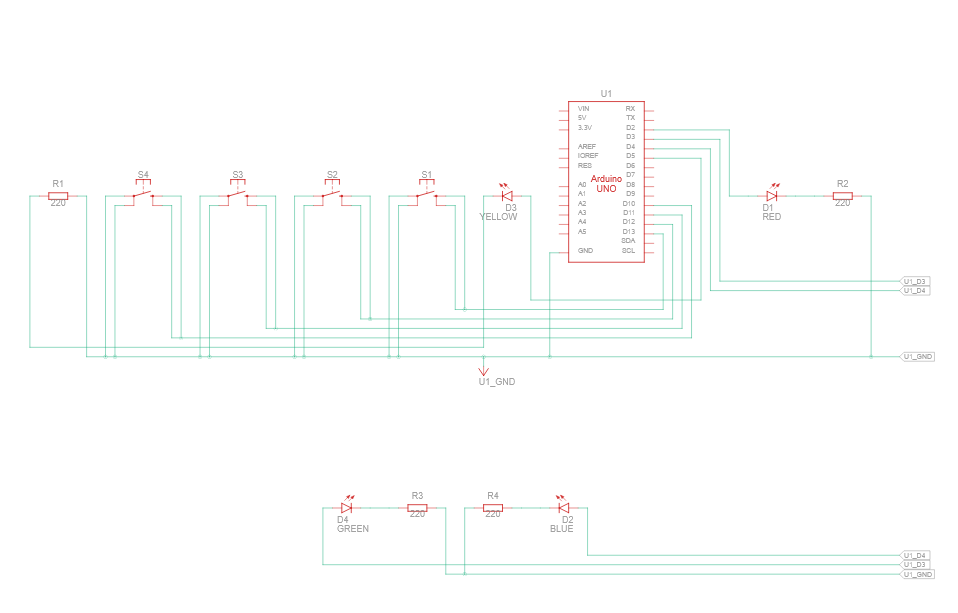 U1
VIN
5V
3.3V
AREF
IOREF
RES
A0
A1
A2
A3
A4
A5
GND
Arduino
UNO
RX
TX
D2
D3
D4
D5
D6
D7
D8
D9
D10
D11
D12
D13
SDA
SCL
R1
220
S4
S3
S2
S1
D3
YELLOW
D1
RED
R2
220
U1_D3
U1_D4
U1_GND
U1_GND
D4
GREEN
R3
220
R4
220
D2
BLUE
U1_D4
U1_D3
U1_GND